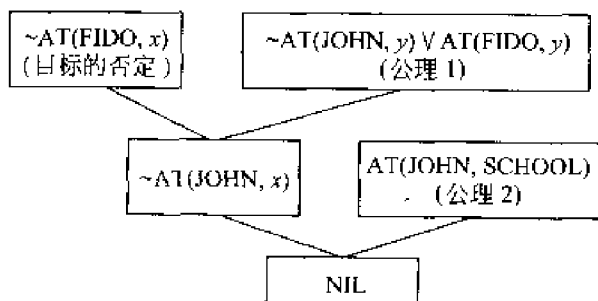 ~AT(FIDO, x)
(目标的否定)
~AT(JOHN, y) ∨ AT(FIDO, y)
(公理 1)
~AT(JOHN, x)
AT(JOHN, SCHOOL)
(公理 2)
NIL